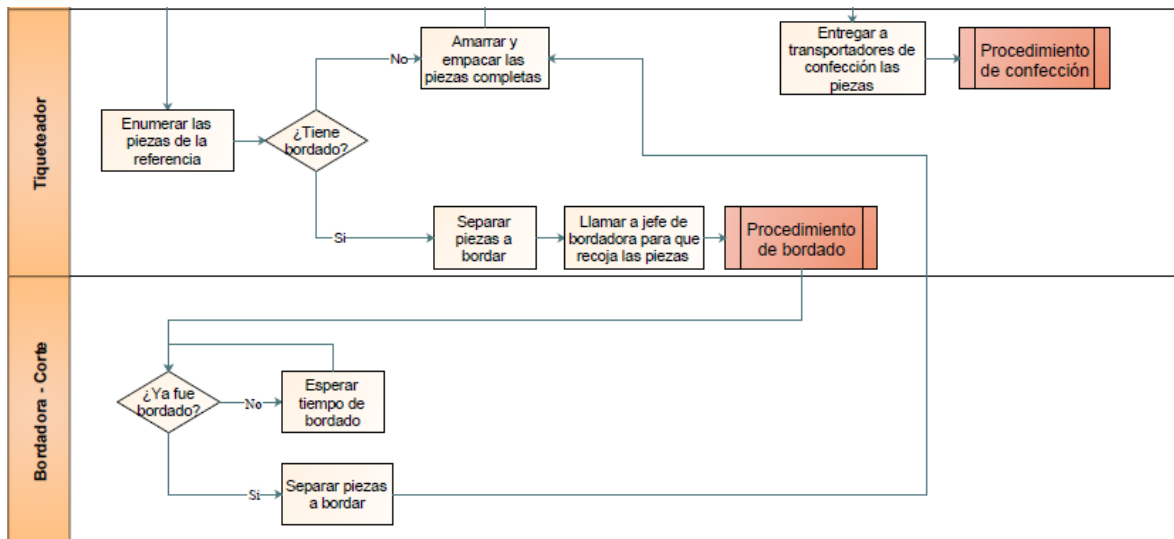 Tiqueteador
Amarrar y
empacar las
piezas completas
Entregar a
transportadores de
confección las
piezas
Procedimiento
de confección
No
Enumerar las
piezas de la
referencia
¿Tiene
bordado?
Si
Separar
piezas a
bordar
Llamar a jefe de
bordadora para que
recoja las piezas
Procedimiento
de bordado
Bordadora - Corte
¿Ya fue
bordado?
No
Esperar
tiempo de
bordado
Si
Separar piezas
a bordar